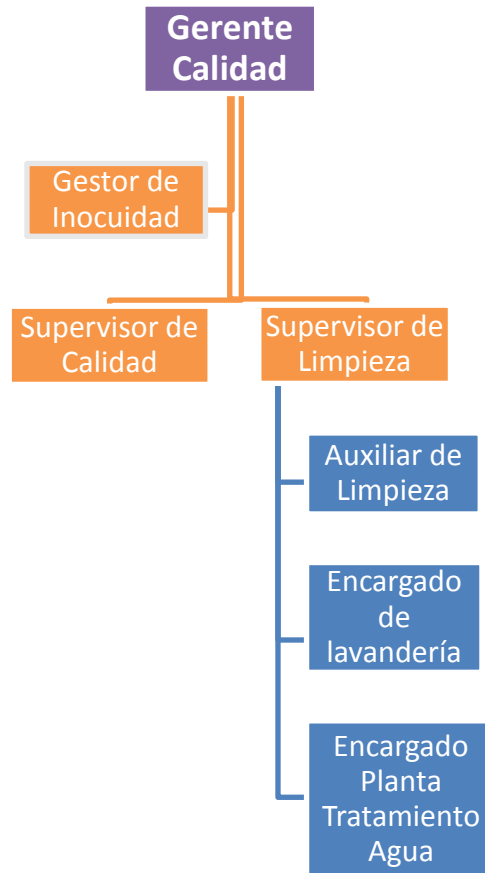 Gerente
Calidad
Gestor de
Inocuidad
Supervisor de
Calidad
Supervisor de
Limpieza
Auxiliar de
Limpieza
Encargado
de
lavandería
Encargado
Planta
Tratamiento
Agua